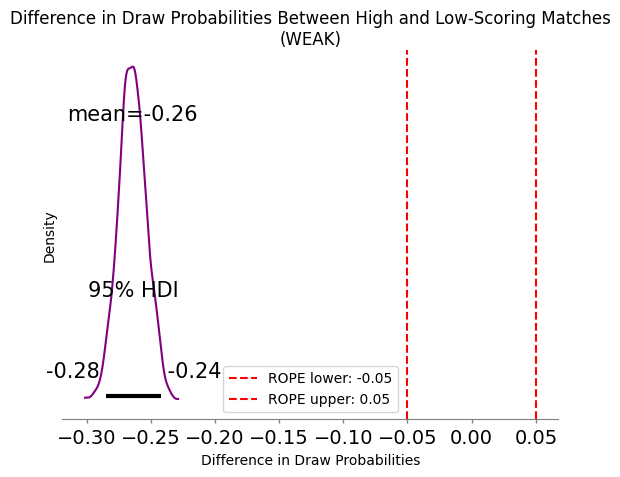 Difference in Draw Probabilities Between High and Low-Scoring Matches
(WEAK)
mean=-0.26
Density
95% HDI
-0.28
-0.24
ROPE lower: -0.05
ROPE upper: 0.05
−0.30 −0.25 −0.20 −0.15 −0.10 −0.05 0.00 0.05
Difference in Draw Probabilities